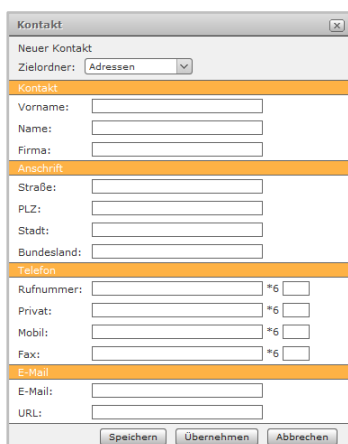 Kontakt
Neuer Kontakt
Zielordner: Adressen
Kontakt
Vorname:
Name:
Firma:
Anschrift
Straße:
PLZ:
Stadt:
Bundesland:
Telefon
Rufnummer: *6
Privat: *6
Mobil: *6
Fax: *6
E-Mail
E-Mail:
URL:
Speichern Übernehmen Abbrechen